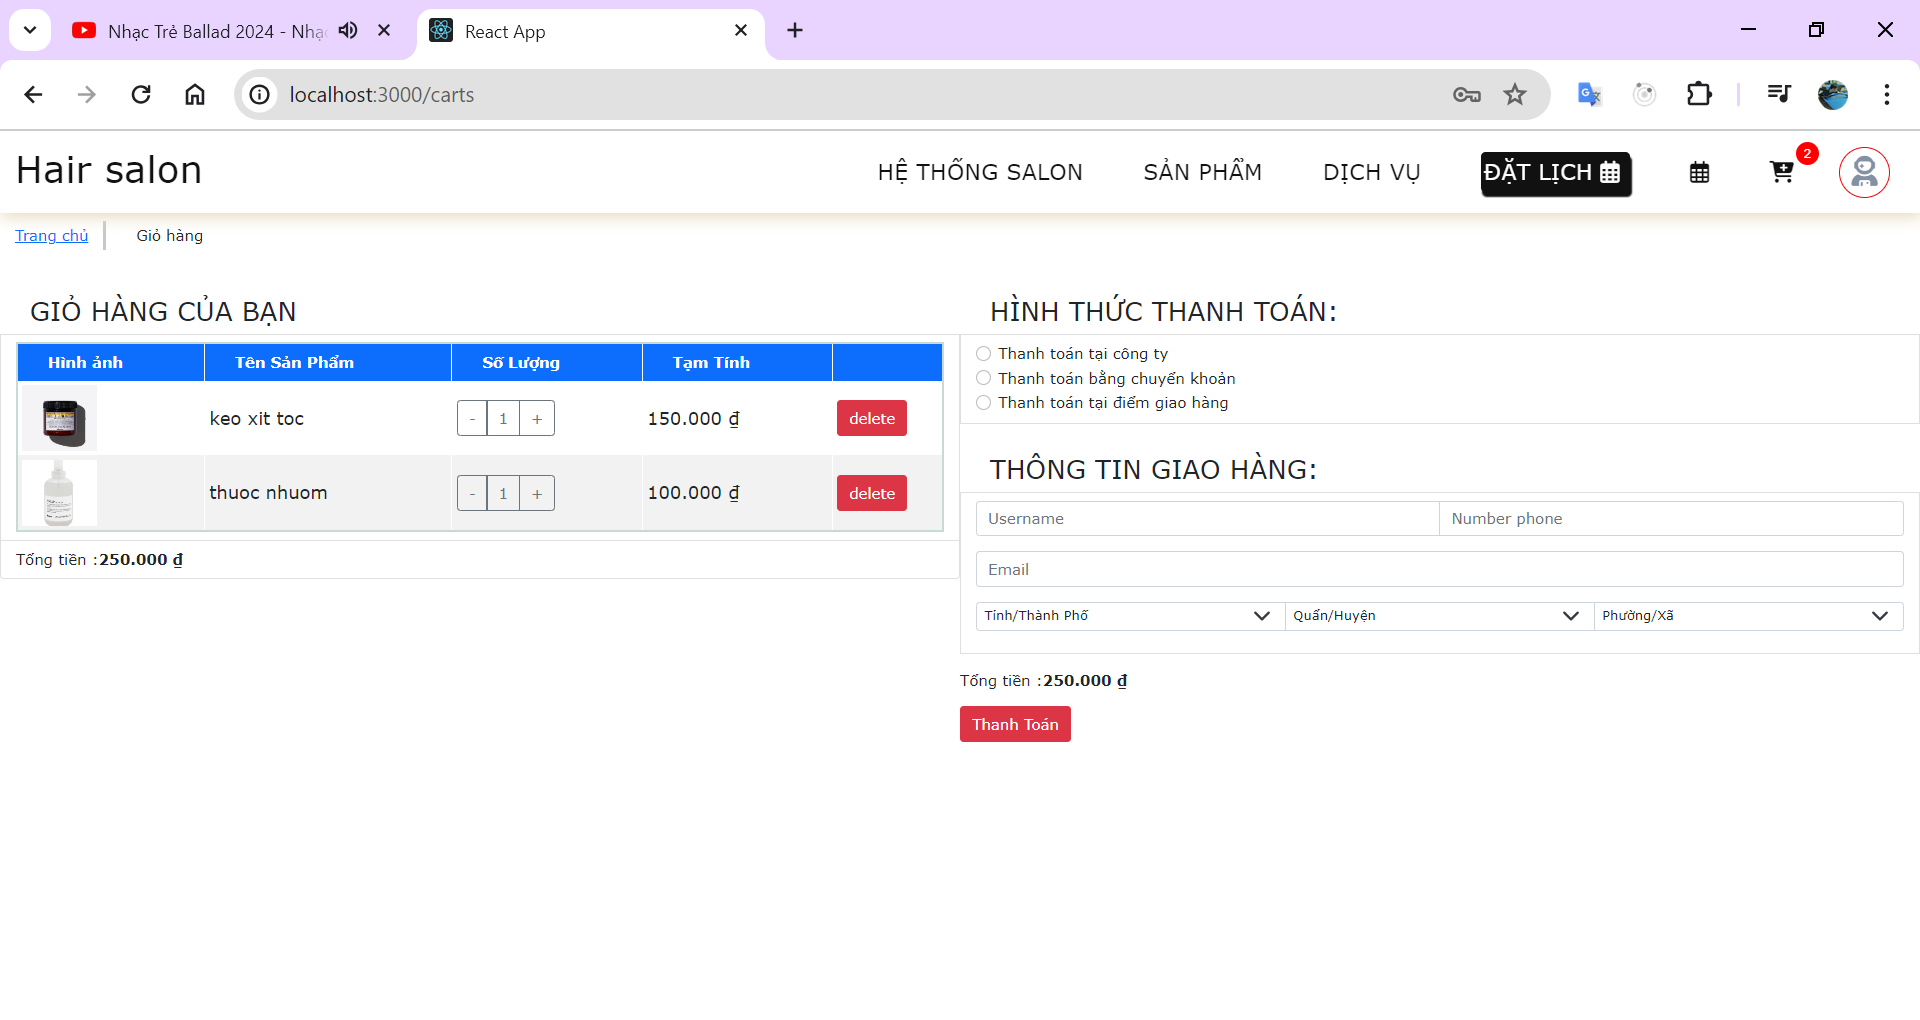 Nhạc Trẻ Ballad 2024 - Nhạc
React App
localhost:3000/carts
Hair salon
HỆ THỐNG SALON
SẢN PHẨM
DỊCH VỤ
ĐẶT LỊCH
2
Trang chủ
Giỏ hàng
GIỎ HÀNG CỦA BẠN
Hình ảnh Tên Sản Phẩm Số Lượng Tạm Tính
keo xit toc - 1 + 150.000 ₫ delete
thuoc nhuom - 1 + 100.000 ₫ delete
Tổng tiền :250.000 ₫
HÌNH THỨC THANH TOÁN:
Thanh toán tại công ty
Thanh toán bằng chuyển khoản
Thanh toán tại điểm giao hàng
THÔNG TIN GIAO HÀNG:
Username Number phone
Email
Tỉnh/Thành Phố Quẩn/Huyện Phường/Xã
Tổng tiền :250.000 ₫
Thanh Toán